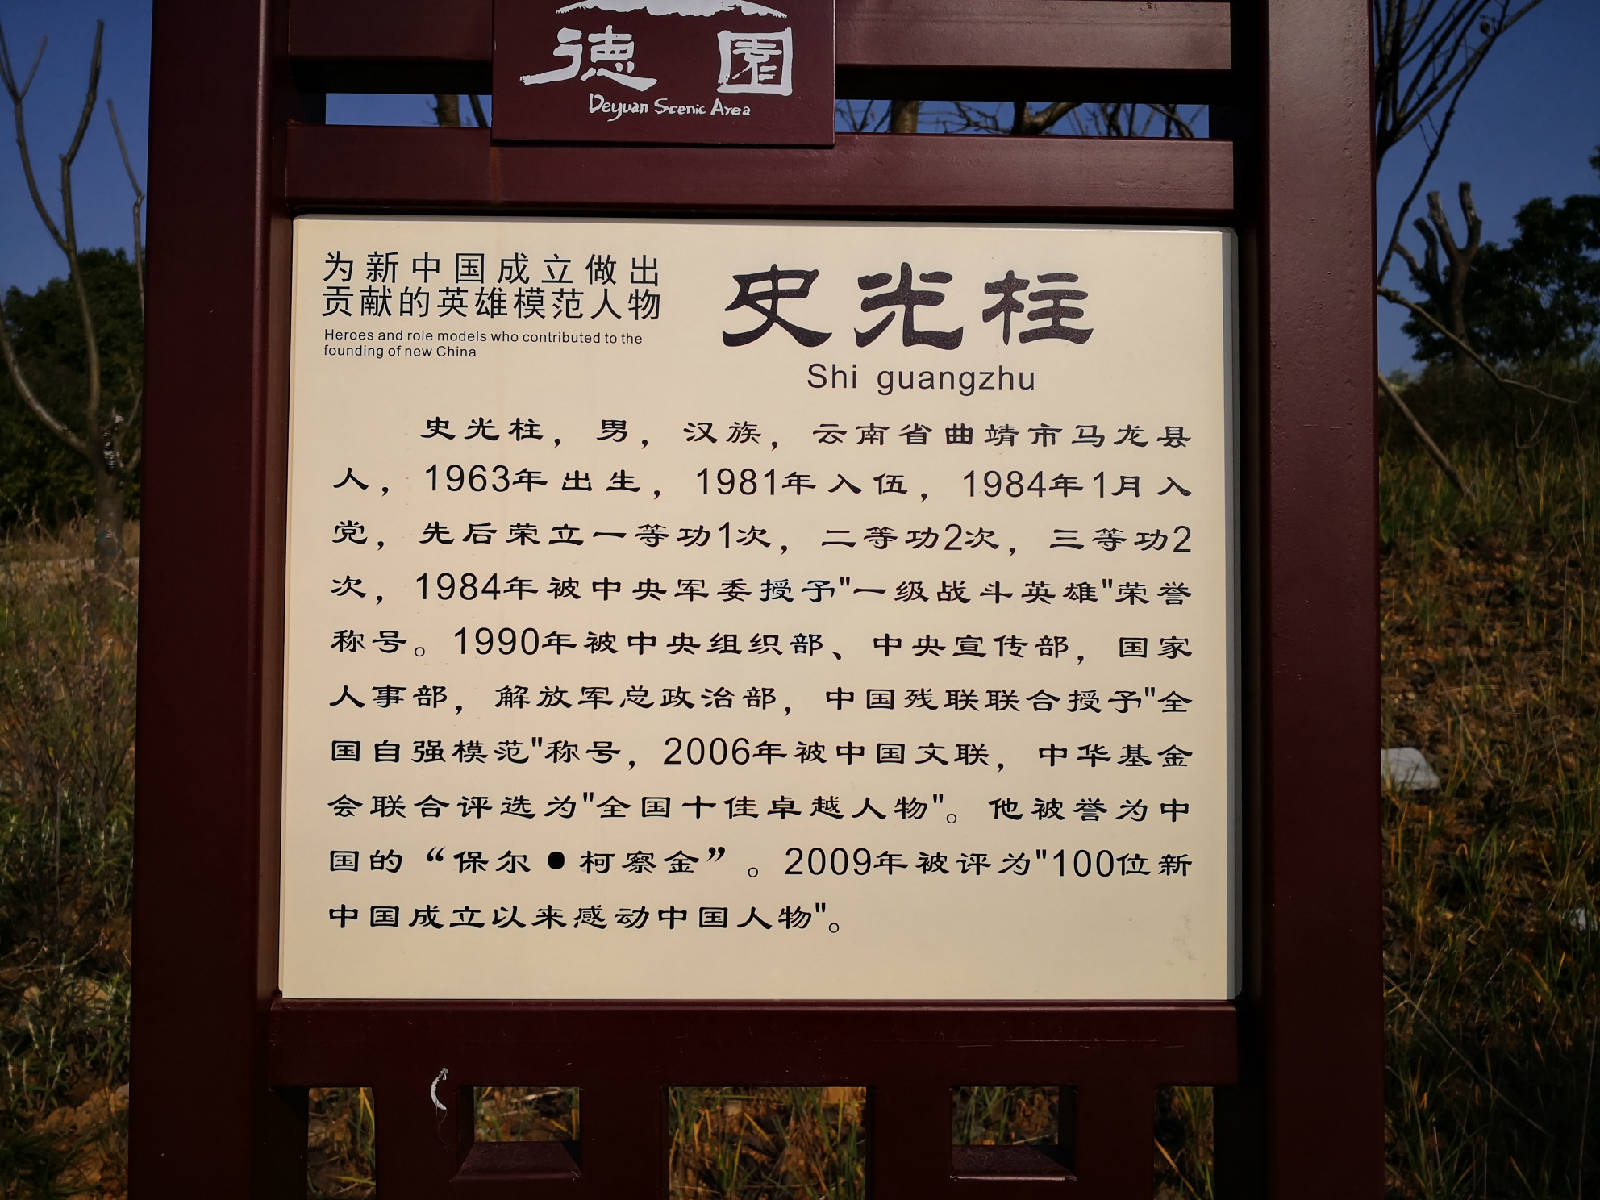 德園
Deyuan Scenic Area
为新中国成立做出
贡献的英雄模范人物
Heroes and role models who contributed to the
founding of new China
史光柱
Shi guangzhu
史光柱，男，汉族，云南省曲靖市马龙县
人，1963年出生，1981年入伍，1984年1月入
党，先后荣立一等功1次，二等功2次，三等功2
次，1984年被中央军委授予"一级战斗英雄"荣誉
称号。1990年被中央组织部、中央宣传部，国家
人事部，解放军总政治部，中国残联联合授予"全
国自强模范"称号，2006年被中国文联，中华基金
会联合评选为"全国十佳卓越人物"。他被誉为中
国的“保尔●柯察金”。2009年被评为"100位新
中国成立以来感动中国人物"。